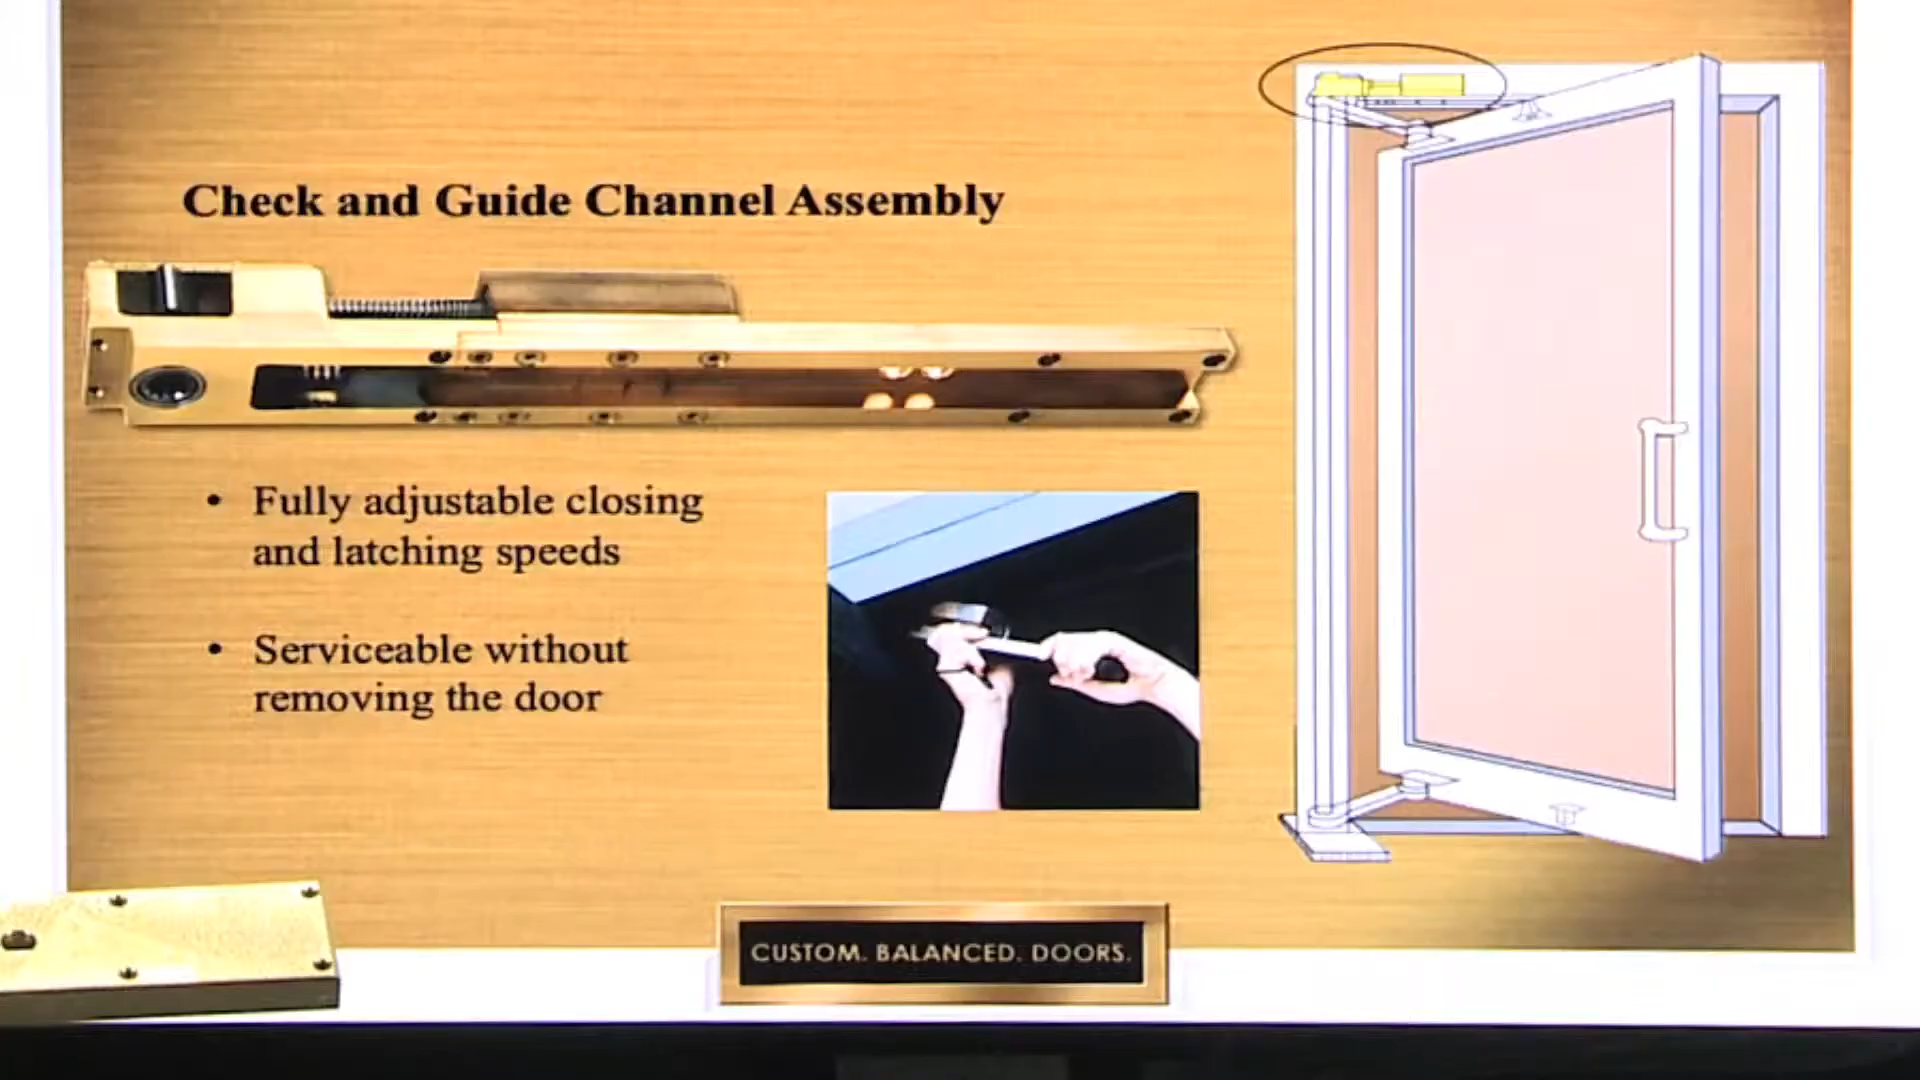 Check and Guide Channel Assembly
• Fully adjustable closing
and latching speeds
• Serviceable without
removing the door
CUSTOM. BALANCED. DOORS.